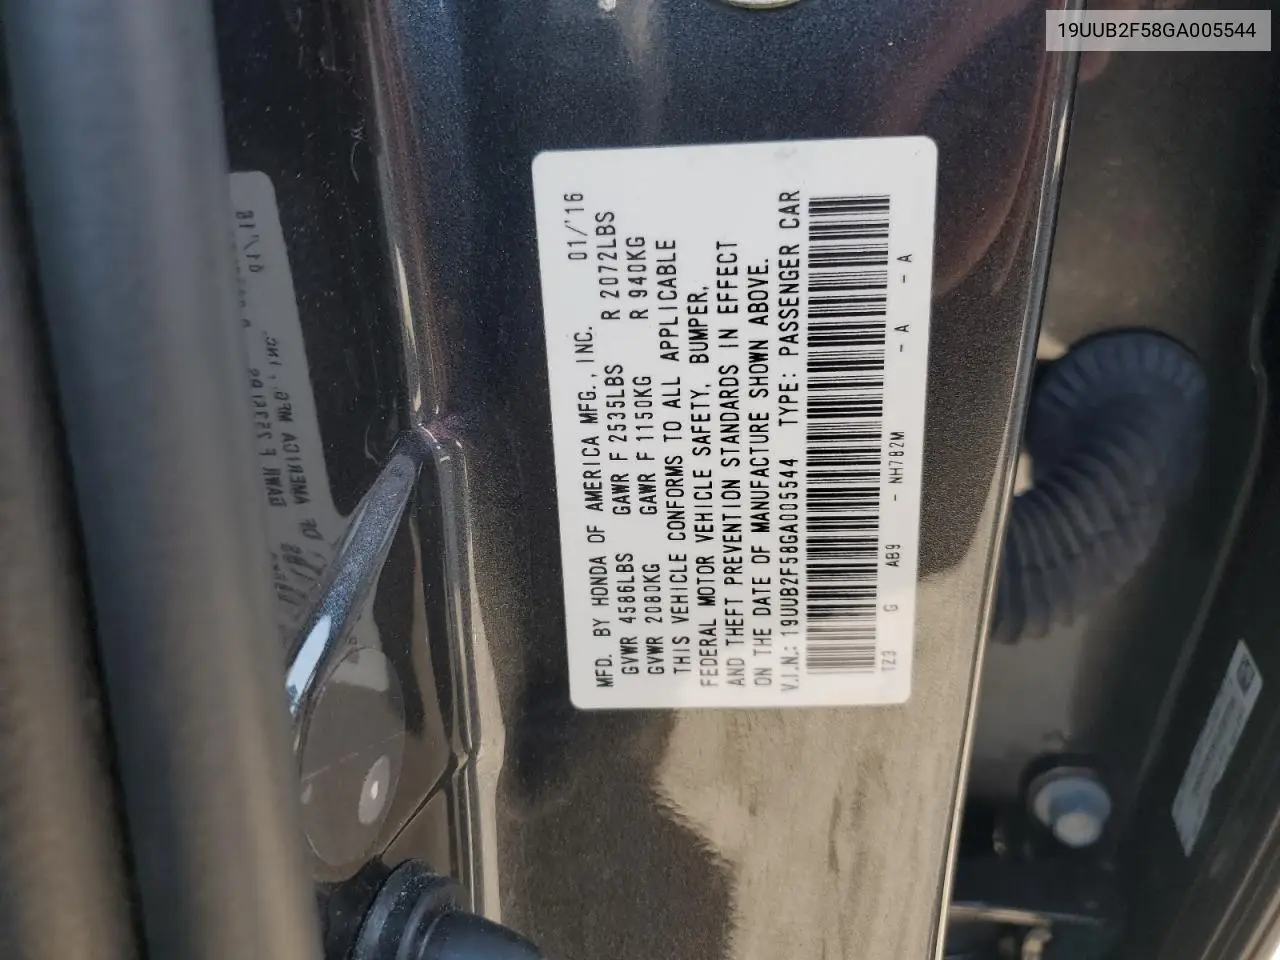 19UUB2F58GA005544
MFD. BY HONDA OF AMERICA MFG., INC. 01/'16
GVWR 4586LBS GAWR F 2535LBS R 2072LBS
GVWR 2080KG GAWR F 1150KG R 940KG
THIS VEHICLE CONFORMS TO ALL APPLICABLE
FEDERAL MOTOR VEHICLE SAFETY, BUMPER,
AND THEFT PREVENTION STANDARDS IN EFFECT
ON THE DATE OF MANUFACTURE SHOWN ABOVE.
V.I.N.: 19UUB2F58GA005544 TYPE: PASSENGER CAR
TZ3 G AB9 - NH782M - A - A